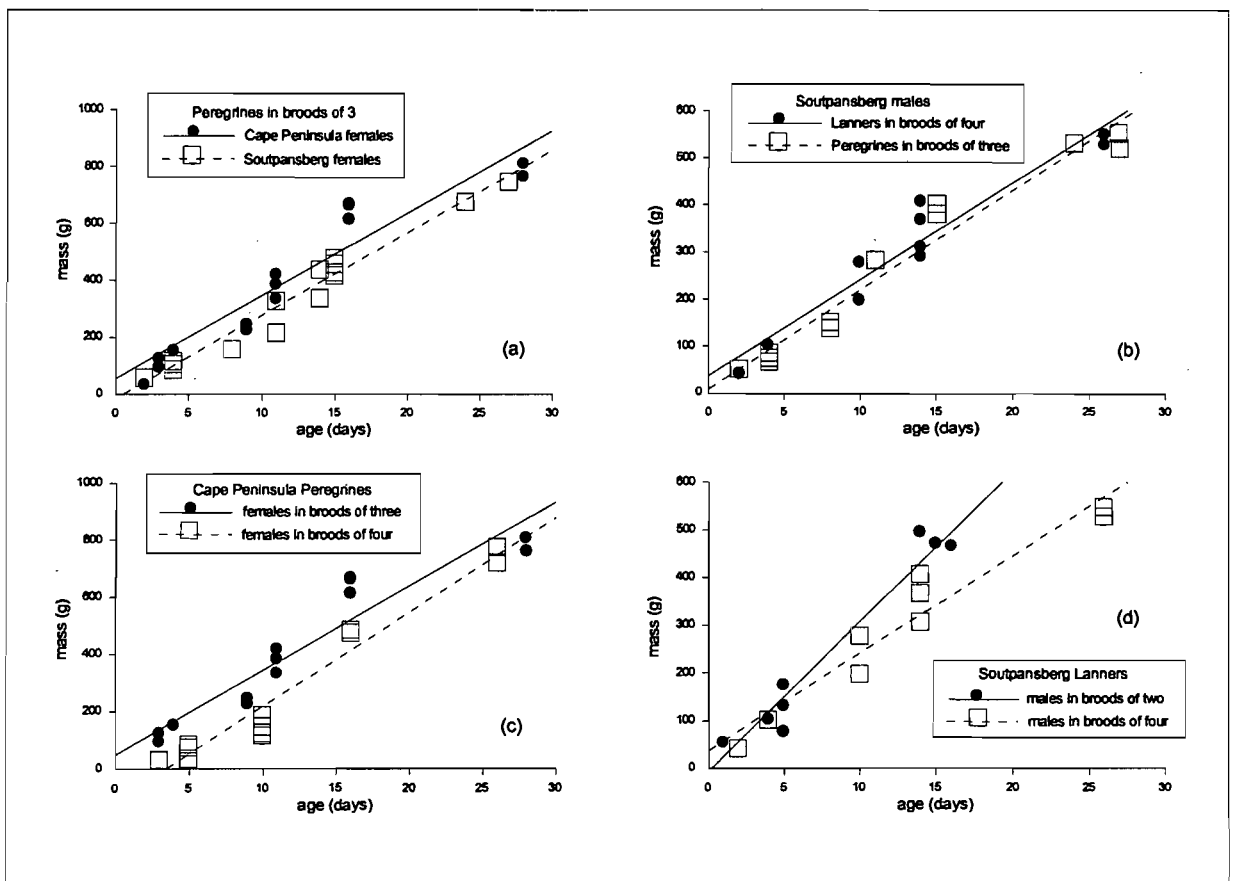 Peregrines in broods of 3
Cape Peninsula females
Soutpansberg females
mass (g)
1000
800
600
400
200
0
0 5 10 15 20 25 30
age (days)
(a)
Soutpansberg males
Lanners in broods of four
Peregrines in broods of three
mass (g)
600
500
400
300
200
100
0
0 5 10 15 20 25 30
age (days)
(b)
Cape Peninsula Peregrines
females in broods of three
females in broods of four
mass (g)
1000
800
600
400
200
0
0 5 10 15 20 25 30
age (days)
(c)
mass (g)
600
500
400
300
200
100
0
0 5 10 15 20 25 30
age (days)
(d)
Soutpansberg Lanners
males in broods of two
males in broods of four